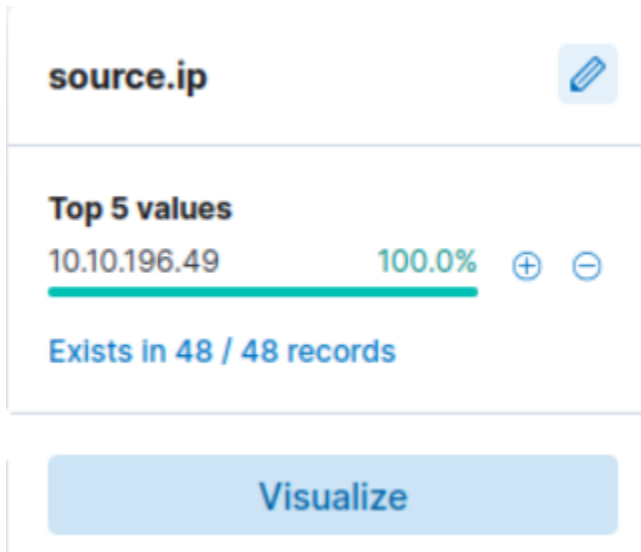 source.ip
Top 5 values
10.10.196.49 100.0%
Exists in 48 / 48 records
Visualize